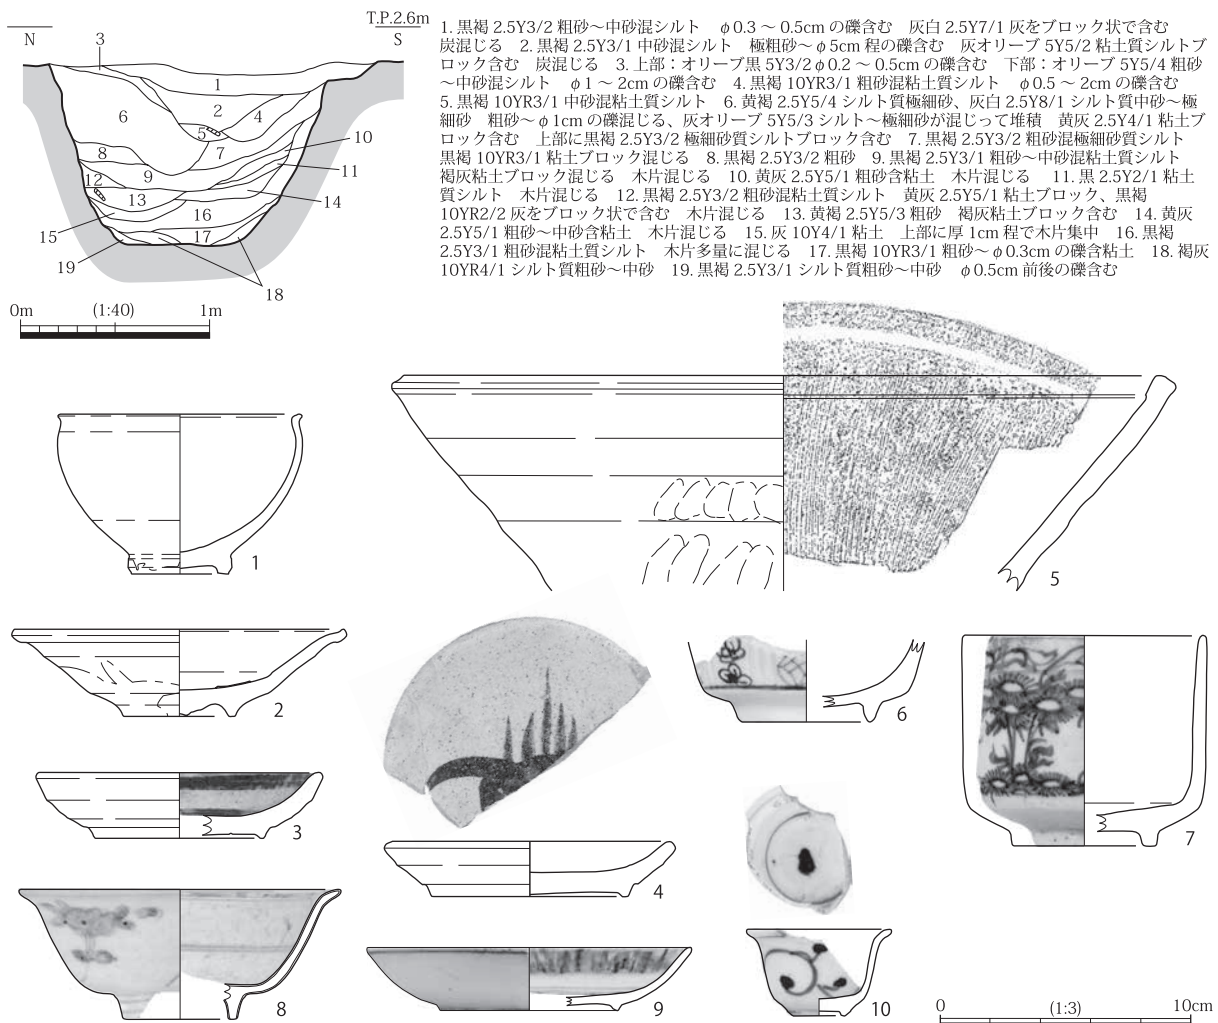 T.P.2.6m
N
S
3
1
2
4
6
5
10
7
8
9
11
12
13
14
16
15
17
19
18
0m
(1:40)
1m
1. 黒褐 2.5Y3/2 粗砂～中砂混シルト　φ0.3 ～ 0.5cm の礫含む　灰白 2.5Y7/1 灰をブロック状で含む
炭混じる　2. 黒褐 2.5Y3/1 中砂混シルト　極粗砂～φ5cm 程の礫含む　灰オリーブ 5Y5/2 粘土質シルトブ
ロック含む　炭混じる　3. 上部：オリーブ黒 5Y3/2φ0.2 ～ 0.5cm の礫含む　下部：オリーブ 5Y5/4 粗砂
～中砂混シルト　φ1 ～ 2cm の礫含む　4. 黒褐 10YR3/1 粗砂混粘土質シルト　φ0.5 ～ 2cm の礫含む
5. 黒褐 10YR3/1 中砂混粘土質シルト　6. 黄褐 2.5Y5/4 シルト質極細砂、灰白 2.5Y8/1 シルト質中砂～極
細砂　粗砂～φ1cm の礫混じる、灰オリーブ 5Y5/3 シルト～極細砂が混じって堆積　黄灰 2.5Y4/1 粘土ブ
ロック含む　上部に黒褐 2.5Y3/2 極細砂質シルトブロック含む　7. 黒褐 2.5Y3/2 粗砂混極細砂質シルト
黒褐 10YR3/1 粘土ブロック混じる　8. 黒褐 2.5Y3/2 粗砂　9. 黒褐 2.5Y3/1 粗砂～中砂混粘土質シルト
褐灰粘土ブロック混じる　木片混じる　10. 黄灰 2.5Y5/1 粗砂含粘土　木片混じる　11. 黒 2.5Y2/1 粘土
質シルト　木片混じる　12. 黒褐 2.5Y3/2 粗砂混粘土質シルト　黄灰 2.5Y5/1 粘土ブロック、黒褐
10YR2/2 灰をブロック状で含む　木片混じる　13. 黄褐 2.5Y5/3 粗砂　褐灰粘土ブロック含む　14. 黄灰
2.5Y5/1 粗砂～中砂含粘土　木片混じる　15. 灰 10Y4/1 粘土　上部に厚 1cm 程で木片集中　16. 黒褐
2.5Y3/1 粗砂混粘土質シルト　木片多量に混じる　17. 黒褐 10YR3/1 粗砂～φ0.3cm の礫含粘土　18. 褐灰
10YR4/1 シルト質粗砂～中砂　19. 黒褐 2.5Y3/1 シルト質粗砂～中砂　φ0.5cm 前後の礫含む
1
5
2
6
7
3
4
8
9
10
0
(1:3)
10cm